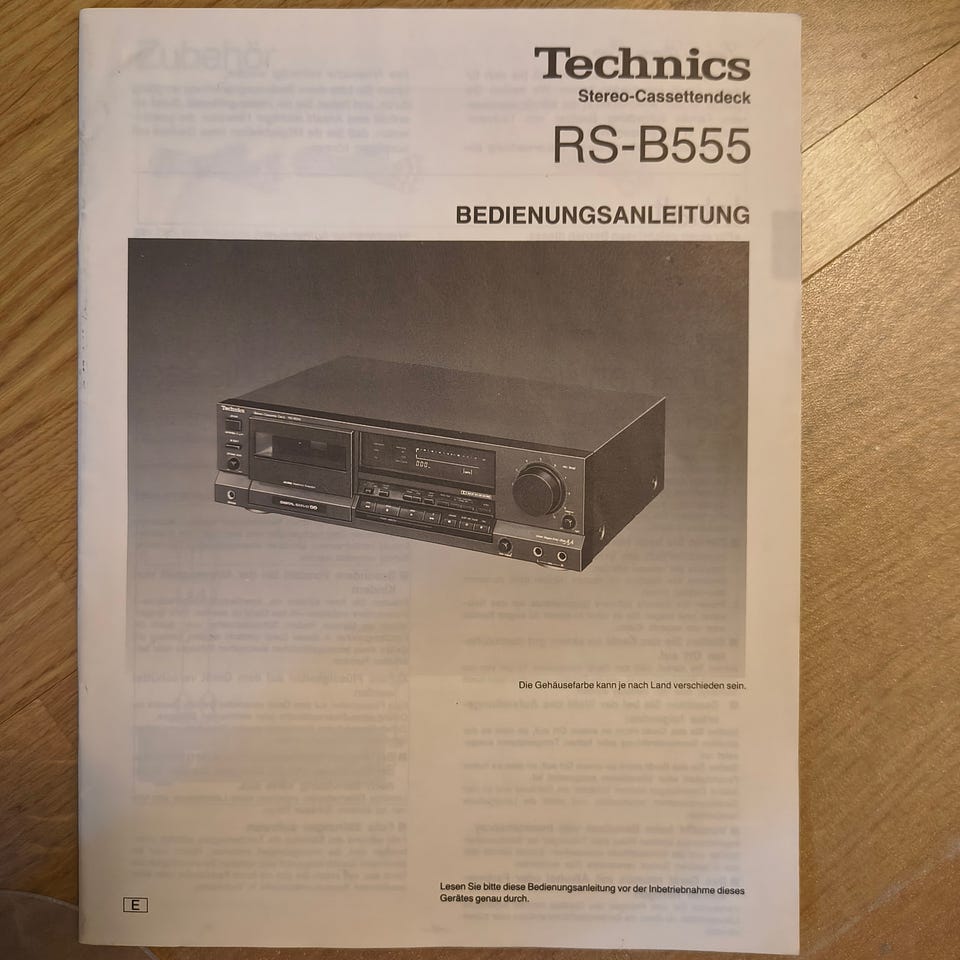 Technics
Stereo-Cassettendeck
RS-B555
BEDIENUNGSANLEITUNG
Technics
000
Die Gehäusefarbe kann je nach Land verschieden sein.
Lesen Sie bitte diese Bedienungsanleitung vor der Inbetriebnahme dieses
Gerätes genau durch.
E